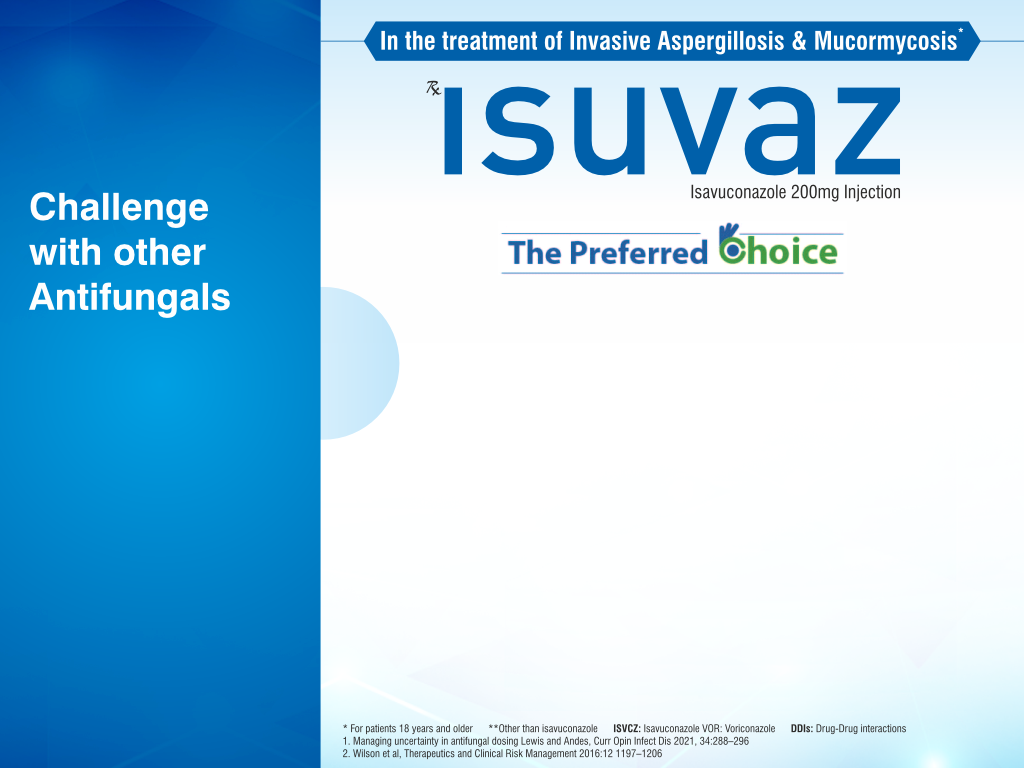 Challenge
with other
Antifungals
In the treatment of Invasive Aspergillosis & Mucormycosis*
Rx
ISUVAZ
Isavuconazole 200mg Injection
The Preferred Choice
* For patients 18 years and older **Other than isavuconazole ISVCZ: Isavuconazole VOR: Voriconazole DDIs: Drug-Drug interactions
1. Managing uncertainty in antifungal dosing Lewis and Andes, Curr Opin Infect Dis 2021, 34:288–296
2. Wilson et al, Therapeutics and Clinical Risk Management 2016:12 1197–1206